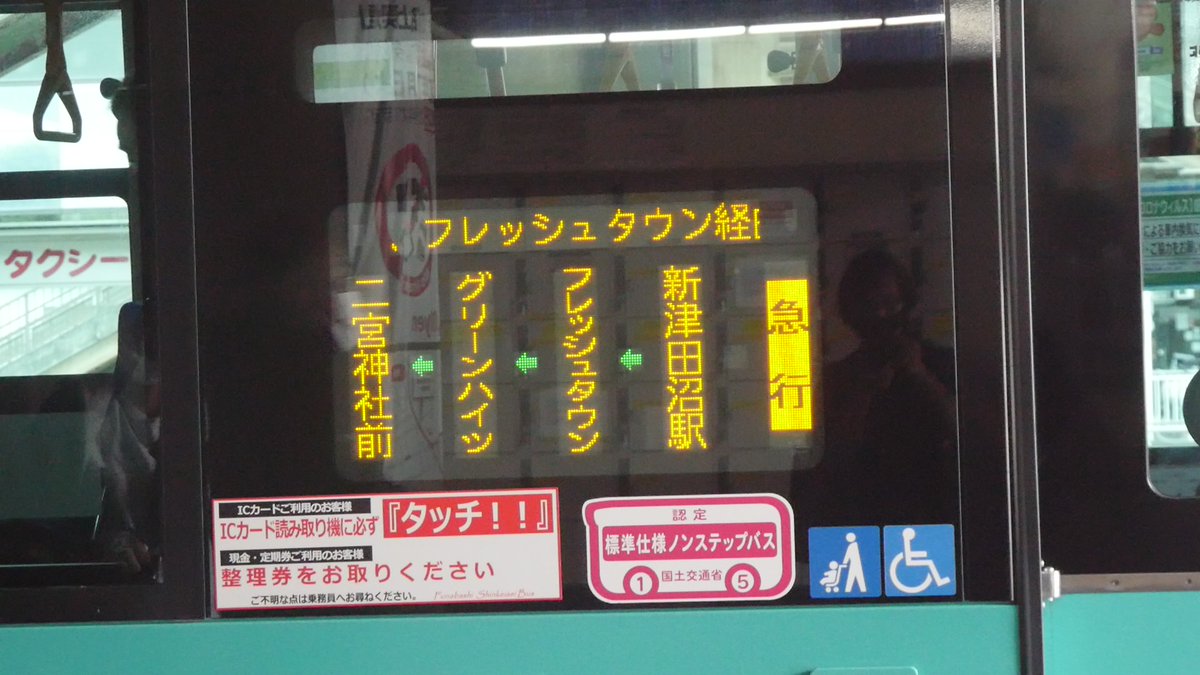 フレッシュタウン経
急行
新津田沼駅
←
フレッシュタウン
←
グリーンハイツ
←
二宮神社前
タクシー
ICカードご利用のお客様
ICカード読み取り機に必ず『タッチ！！』
現金・定期券ご利用のお客様
整理券をお取りください
ご不明な点は乗務員へお尋ねください。
Funabashi Shinkeisei Bus
認定
標準仕様ノンステップバス
① 国土交通省 ⑤